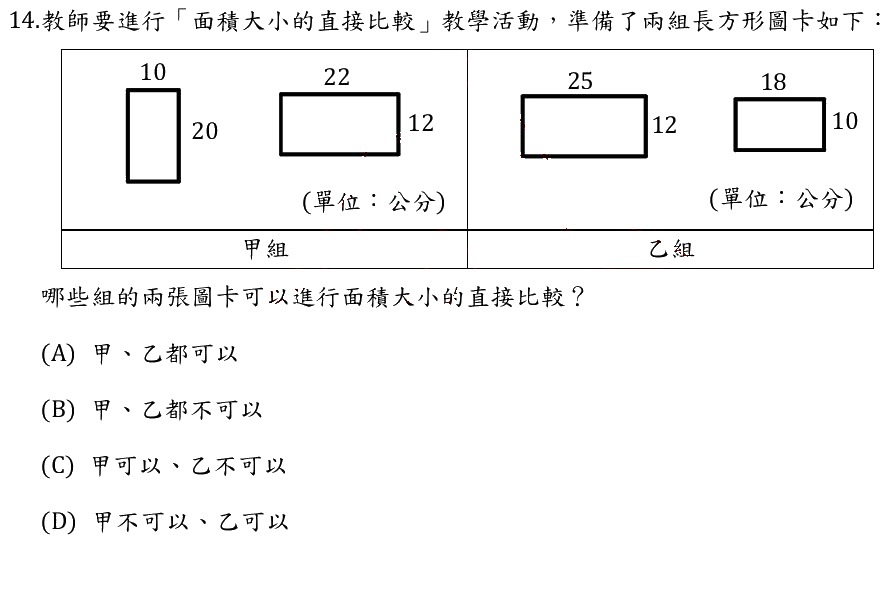 14.教師要進行「面積大小的直接比較」教學活動，準備了兩組長方形圖卡如下：
10 20 22 12 25 12 18 10
(單位：公分) (單位：公分)
甲組 乙組
哪些組的兩張圖卡可以進行面積大小的直接比較？
(A) 甲、乙都可以
(B) 甲、乙都不可以
(C) 甲可以、乙不可以
(D) 甲不可以、乙可以